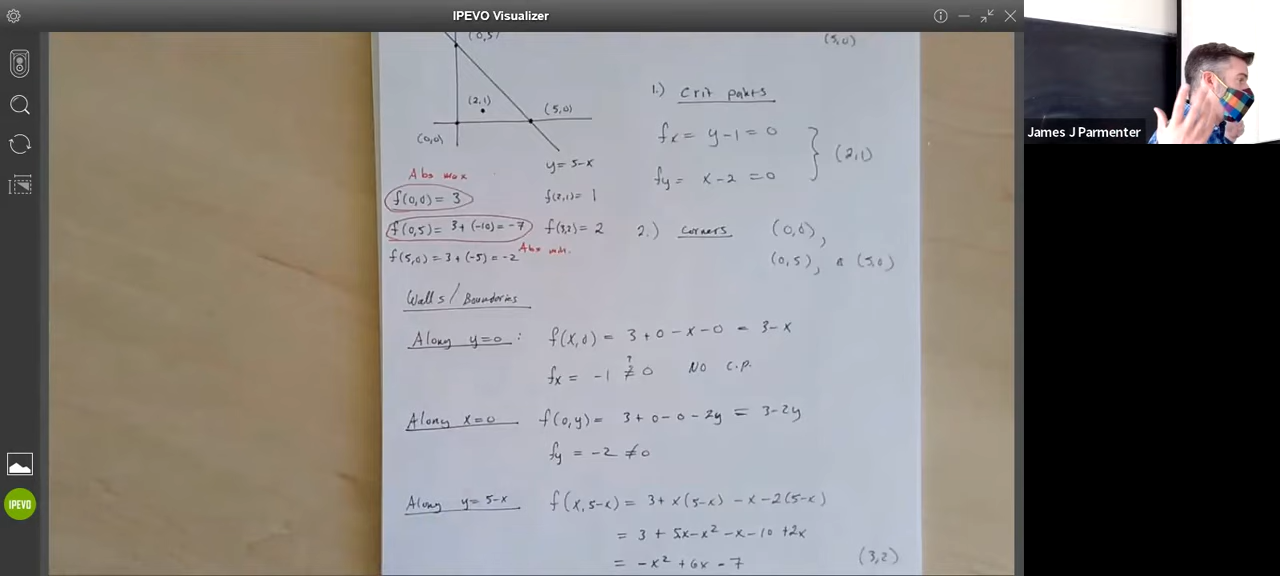 IPEVO Visualizer
James J Parmenter
IPEVO
(0,5)
(2,1)
(5,0)
(0,0)
y = 5-x
(5,0)
1.) Crit points
fx = y-1 = 0
fy = x-2 = 0
(2,1)
Abs max
f(0,0) = 3
f(2,1) = 1
f(0,5) = 3+(-10) = -7
f(3,2) = 2
Abs min.
f(5,0) = 3+(-5) = -2
2.) Corners (0,0),
(0,5), & (5,0)
Walls / Boundaries
Along y=0 : f(x,0) = 3+0-x-0 = 3-x
?
fx = -1 ≠ 0 No c.p.
Along x=0 f(0,y) = 3+0-0-2y = 3-2y
fy = -2 ≠ 0
Along y=5-x f(x,5-x) = 3+x(5-x) -x-2(5-x)
= 3 + 5x-x² -x-10 +2x
= -x² +6x -7
(3,2)